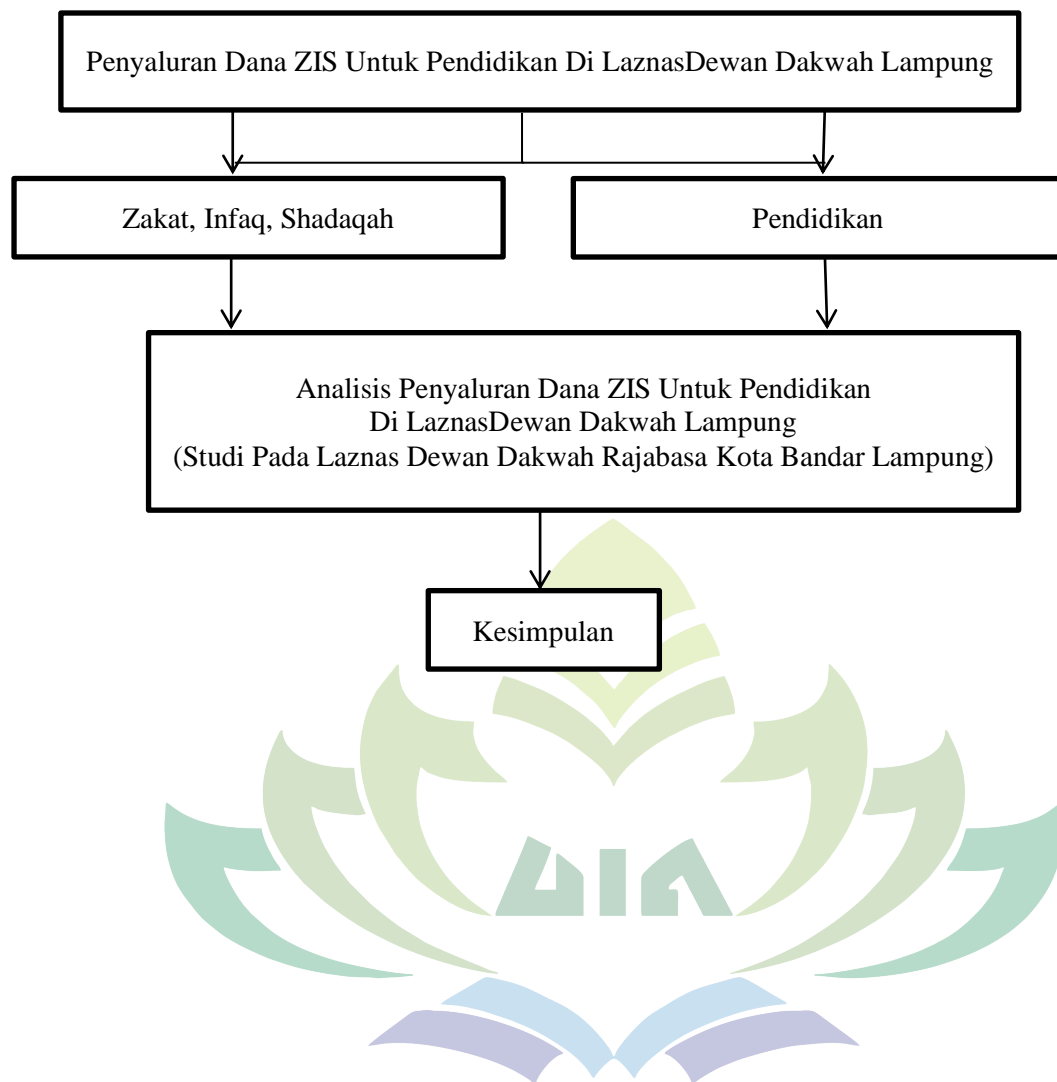 Penyaluran Dana ZIS Untuk Pendidikan Di LaznasDewan Dakwah Lampung
Zakat, Infaq, Shadaqah
Pendidikan
Analisis Penyaluran Dana ZIS Untuk Pendidikan
Di LaznasDewan Dakwah Lampung
(Studi Pada Laznas Dewan Dakwah Rajabasa Kota Bandar Lampung)
Kesimpulan
UIN